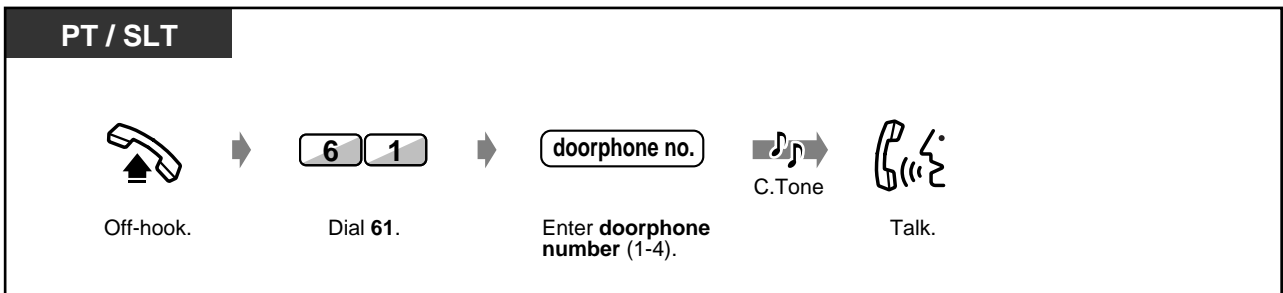 PT / SLT
6 1
doorphone no.
C.Tone
Off-hook.
Dial 61.
Enter doorphone
number (1-4).
Talk.